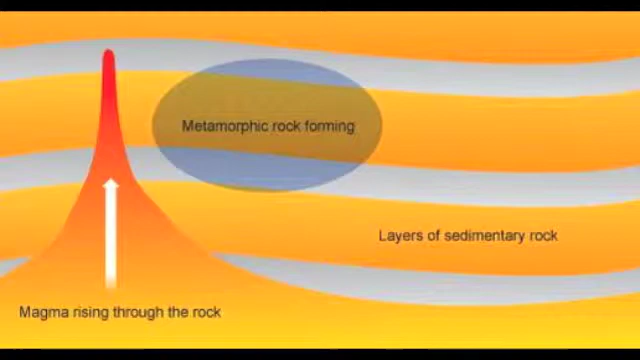 Metamorphic rock forming
Layers of sedimentary rock
Magma rising through the rock